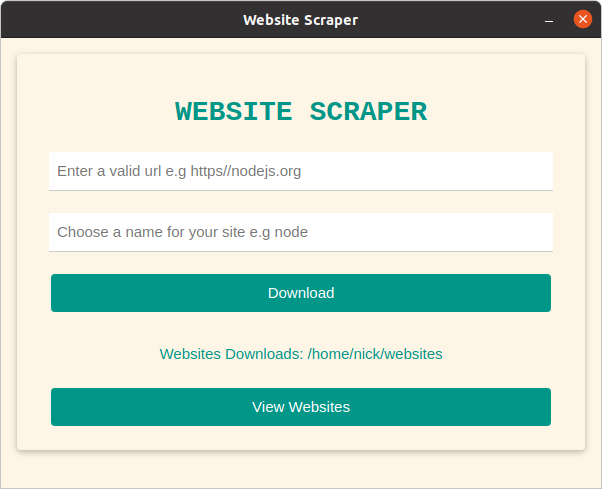 Website Scraper
WEBSITE SCRAPER
Enter a valid url e.g https//nodejs.org
Choose a name for your site e.g node
Download
Websites Downloads: /home/nick/websites
View Websites